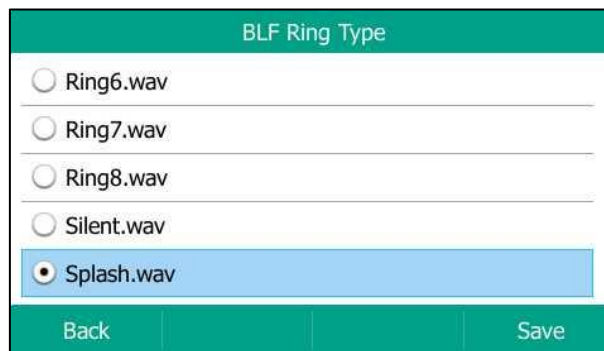 BLF Ring Type
Ring6.wav
Ring7.wav
Ring8.wav
Silent.wav
Splash.wav
Back Save